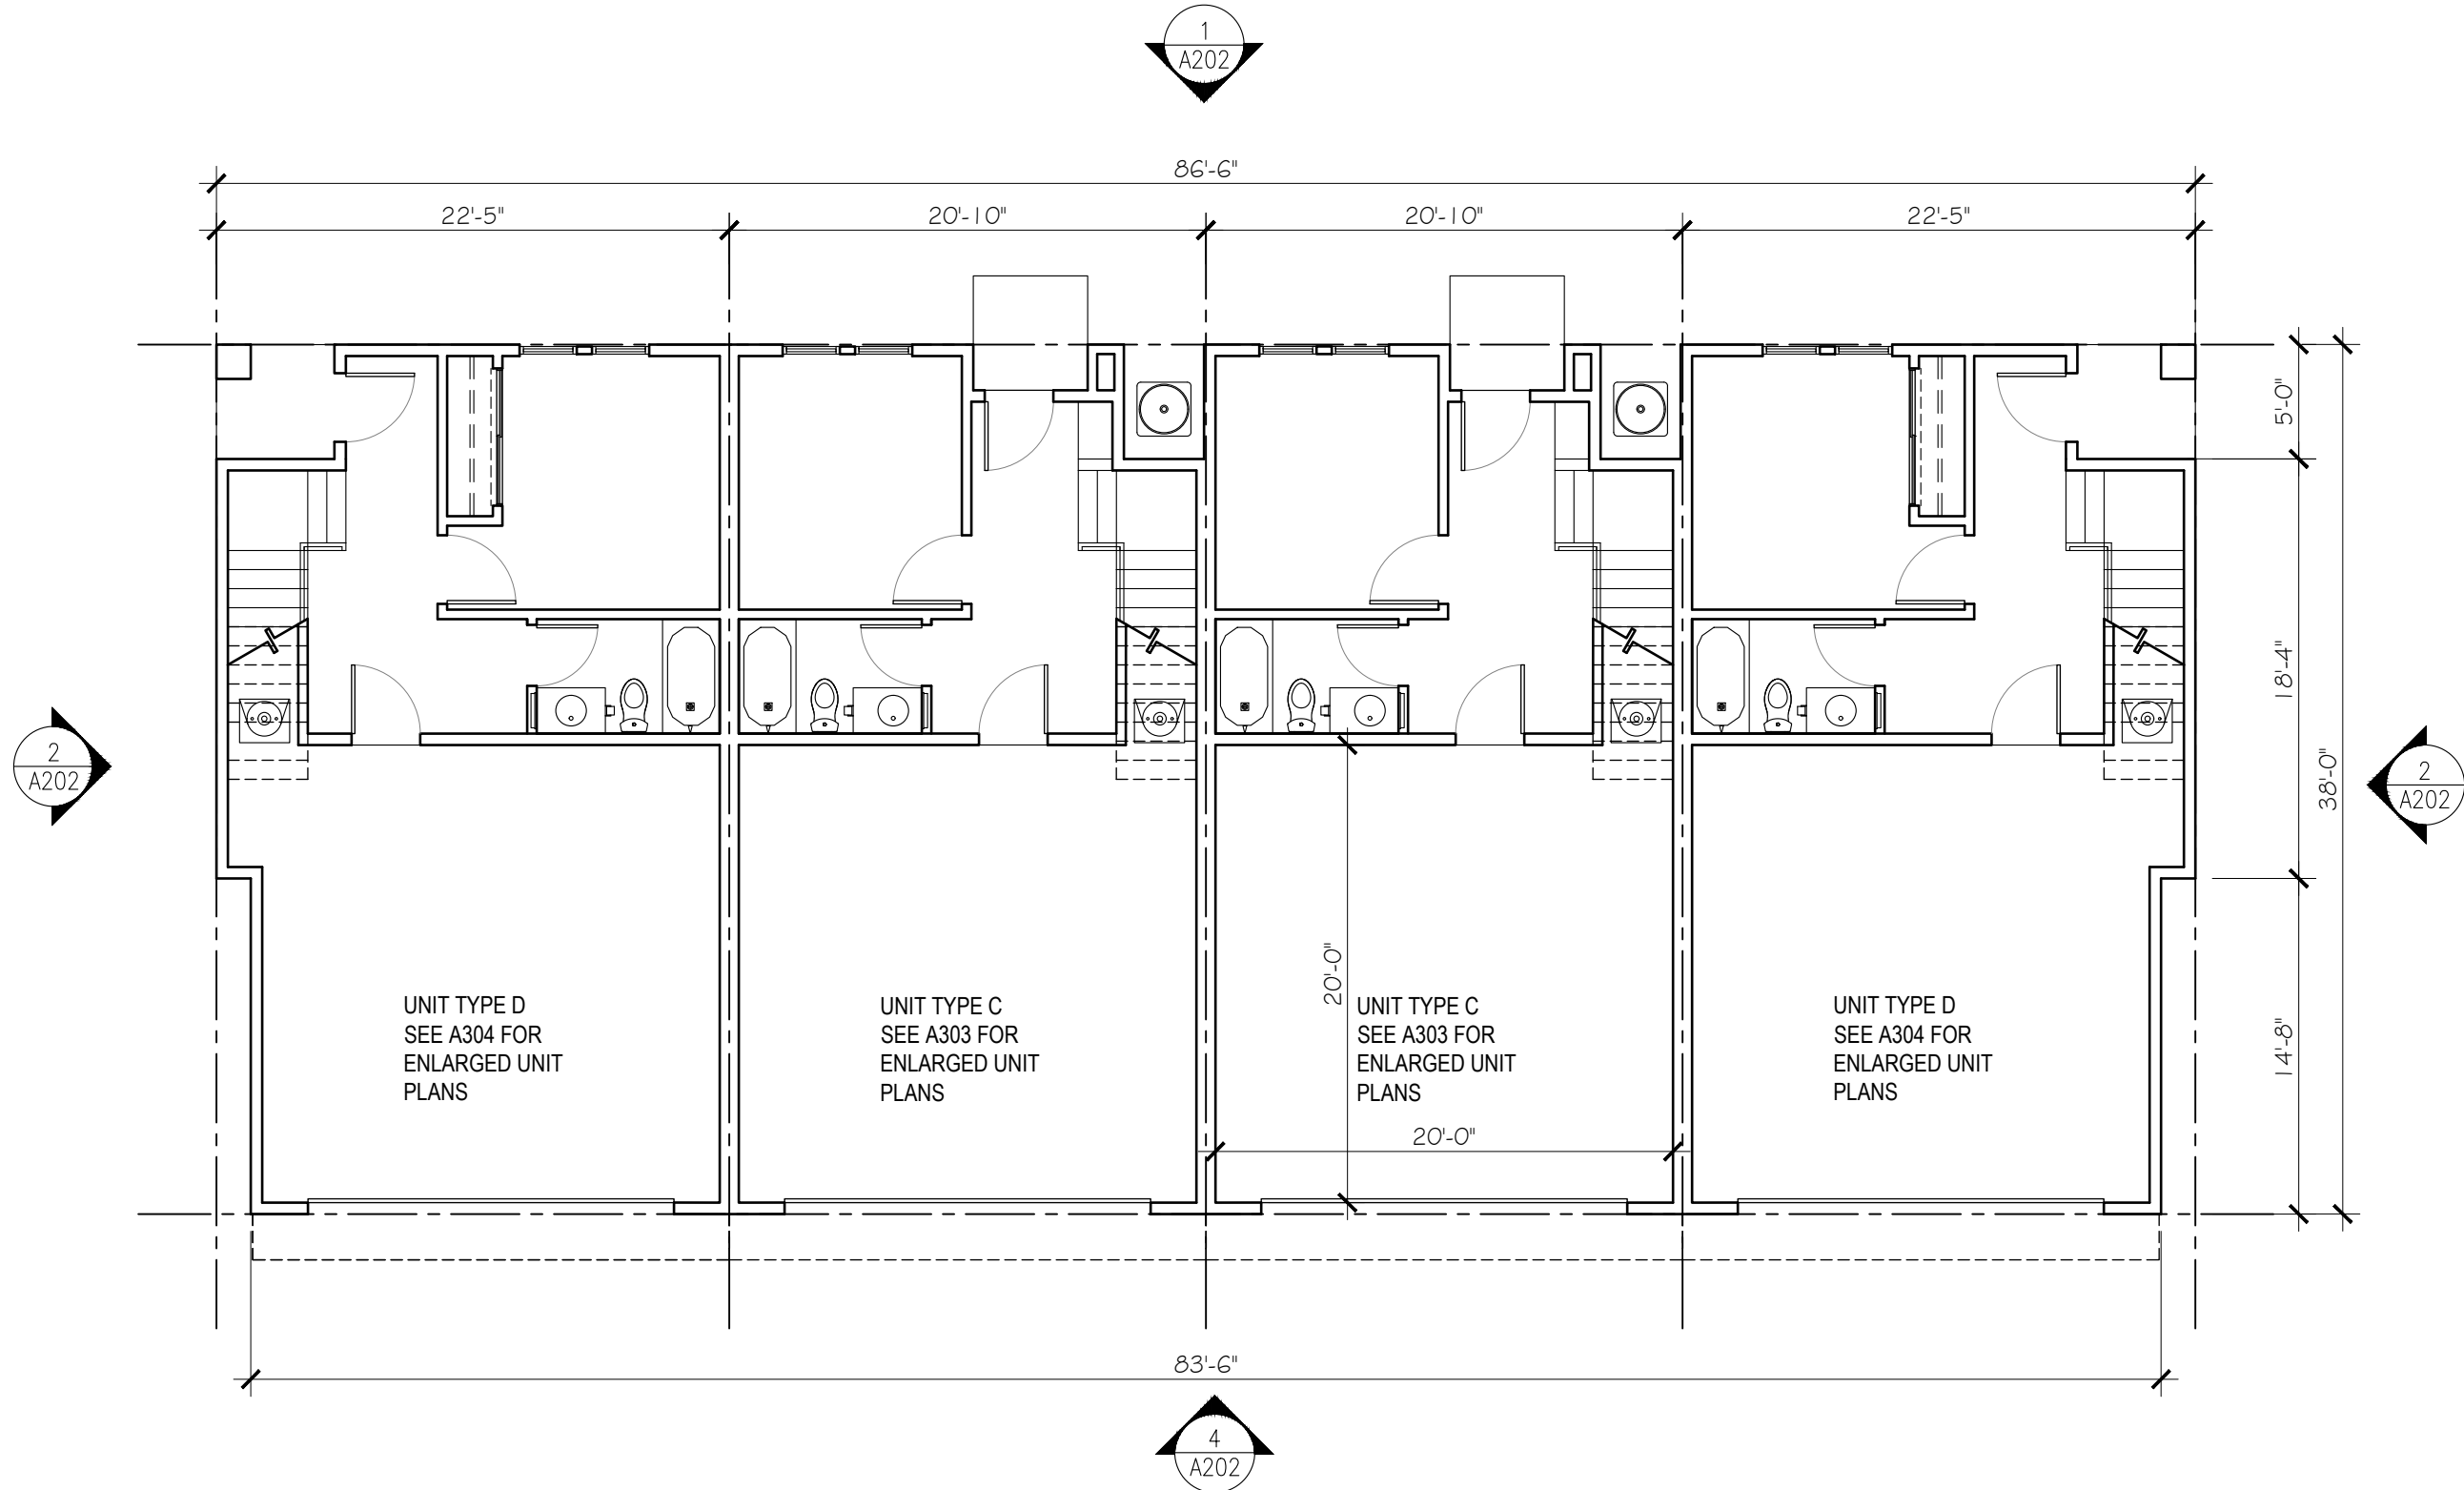 1
A202
86'-6"
22'-5"
20'-10"
20'-10"
22'-5"
5'-0"
18'-4"
38'-0"
14'-8"
2
A202
2
A202
20'-0"
20'-0"
UNIT TYPE D
SEE A304 FOR
ENLARGED UNIT
PLANS
UNIT TYPE C
SEE A303 FOR
ENLARGED UNIT
PLANS
UNIT TYPE C
SEE A303 FOR
ENLARGED UNIT
PLANS
UNIT TYPE D
SEE A304 FOR
ENLARGED UNIT
PLANS
83'-6"
4
A202